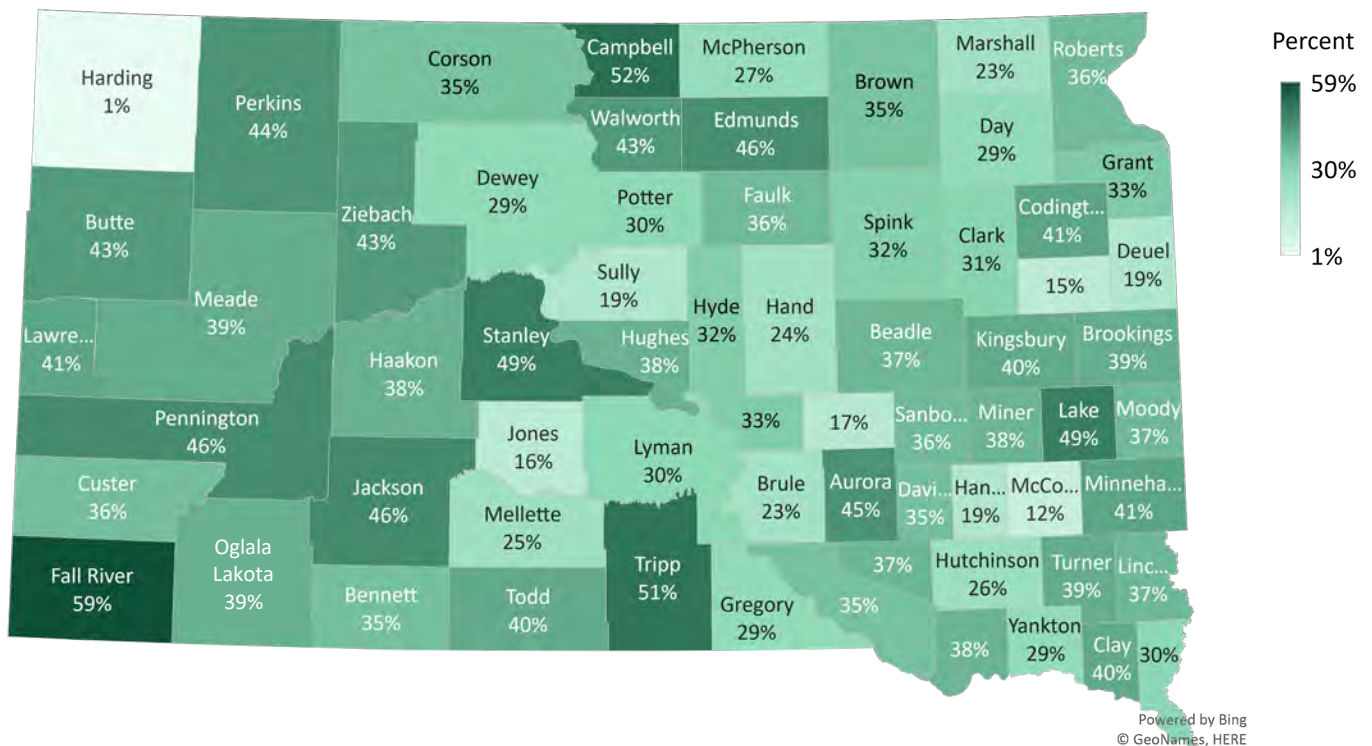 Harding
1%
Perkins
44%
Corson
35%
Campbell
52%
McPherson
27%
Brown
35%
Marshall
23%
Roberts
36%
Walworth
43%
Edmunds
46%
Day
29%
Grant
33%
Butte
43%
Ziebach
43%
Dewey
29%
Potter
30%
Faulk
36%
Spink
32%
Clark
31%
Codingt...
41%
Deuel
19%
15%
Meade
39%
Sully
19%
Hyde
32%
Hand
24%
Lawre...
41%
Haakon
38%
Stanley
49%
Hughes
38%
Beadle
37%
Kingsbury
40%
Brookings
39%
Pennington
46%
Jones
16%
Lyman
30%
33%
17%
Sanbo...
36%
Miner
38%
Lake
49%
Moody
37%
Custer
36%
Jackson
46%
Mellette
25%
Brule
23%
Aurora
45%
Davi...
35%
Han...
19%
McCo...
12%
Minneha...
41%
Fall River
59%
Oglala
Lakota
39%
Bennett
35%
Todd
40%
Tripp
51%
Gregory
29%
37%
35%
Hutchinson
26%
Turner
39%
Linc...
37%
38%
Yankton
29%
Clay
40%
30%
Percent
59%
30%
1%
Powered by Bing
© GeoNames, HERE